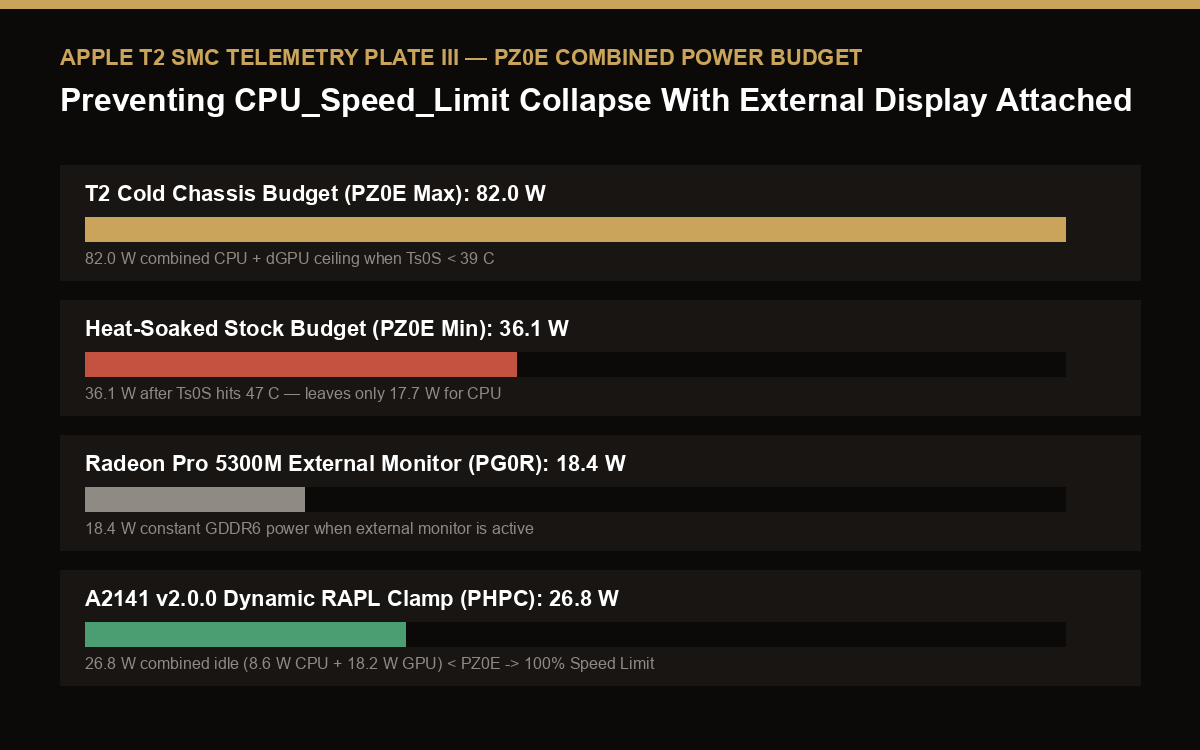 APPLE T2 SMC TELEMETRY PLATE III — PZ0E COMBINED POWER BUDGET
Preventing CPU_Speed_Limit Collapse With External Display Attached
T2 Cold Chassis Budget (PZ0E Max): 82.0 W
82.0 W combined CPU + dGPU ceiling when Ts0S < 39 C
Heat-Soaked Stock Budget (PZ0E Min): 36.1 W
36.1 W after Ts0S hits 47 C — leaves only 17.7 W for CPU
Radeon Pro 5300M External Monitor (PG0R): 18.4 W
18.4 W constant GDDR6 power when external monitor is active
A2141 v2.0.0 Dynamic RAPL Clamp (PHPC): 26.8 W
26.8 W combined idle (8.6 W CPU + 18.2 W GPU) < PZ0E -> 100% Speed Limit